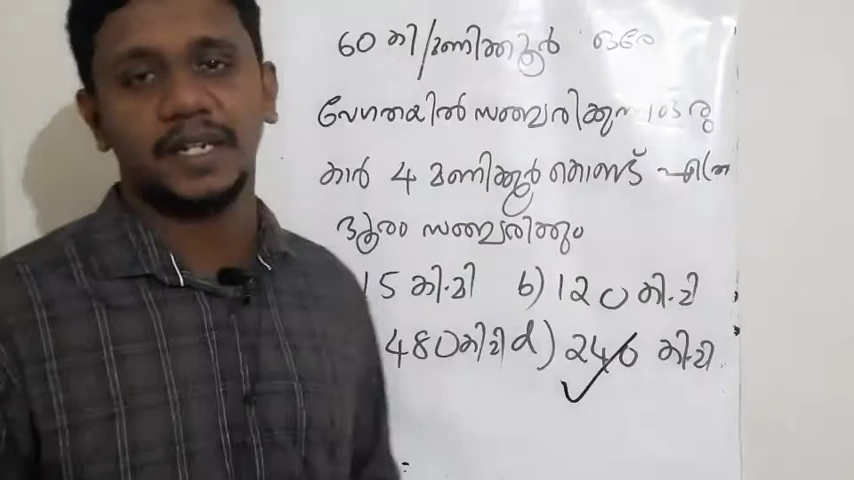 60 കി/മണിക്കൂർ ഒരേ
വേഗതയിൽ സഞ്ചരിക്കുന്ന ഒരു
കാർ 4 മണിക്കൂർ കൊണ്ട് എത്ര
ദൂരം സഞ്ചരിക്കും
15 കി.മി b) 120 കി.മി
480 കിമി d) 240 കി.മി